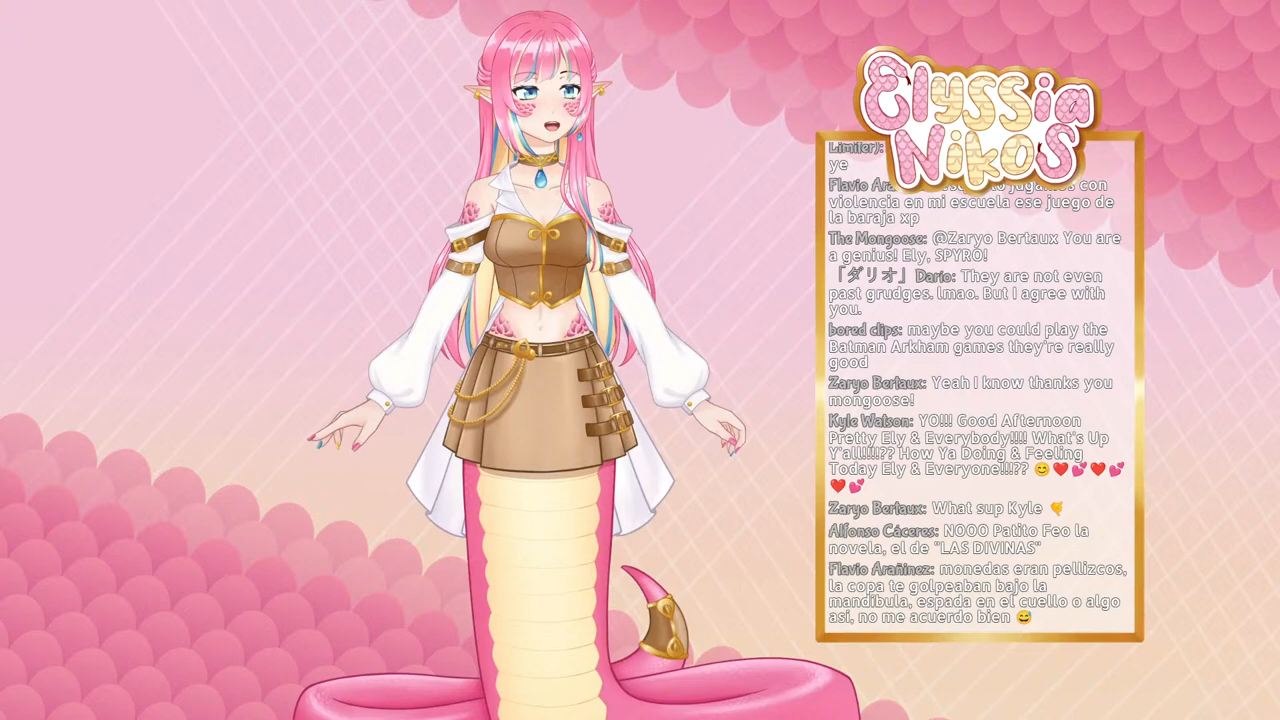 Elyssia
Nikos
Limiter):
ye
Flavio Ara con
violencia en mi escuela ese juego de
la baraja xp
The Mongoose: @Zaryo Bertaux You are
a genius! Ely, SPYRO!
「ダリオ」Dario: They are not even
past grudges. lmao. But I agree with
you.
bored clips: maybe you could play the
Batman Arkham games they're really
good
Zaryo Bertaux: Yeah I know thanks you
mongoose!
Kyle Watson: YO!!! Good Afternoon
Pretty Ely & Everybody!!!! What's Up
Y'all!!!!?? How Ya Doing & Feeling
Today Ely & Everyone!!!?? 😊❤️💕❤️💕
❤️💕
Zaryo Bertaux: What sup Kyle 🤙
Alfonso Cáceres: NOOO Patito Feo la
novela, el de "LAS DIVINAS"
Flavio Arañinez: monedas eran pellizcos,
la copa te golpeaban bajo la
mandibula, espada en el cuello o algo
asi, no me acuerdo bien 😅